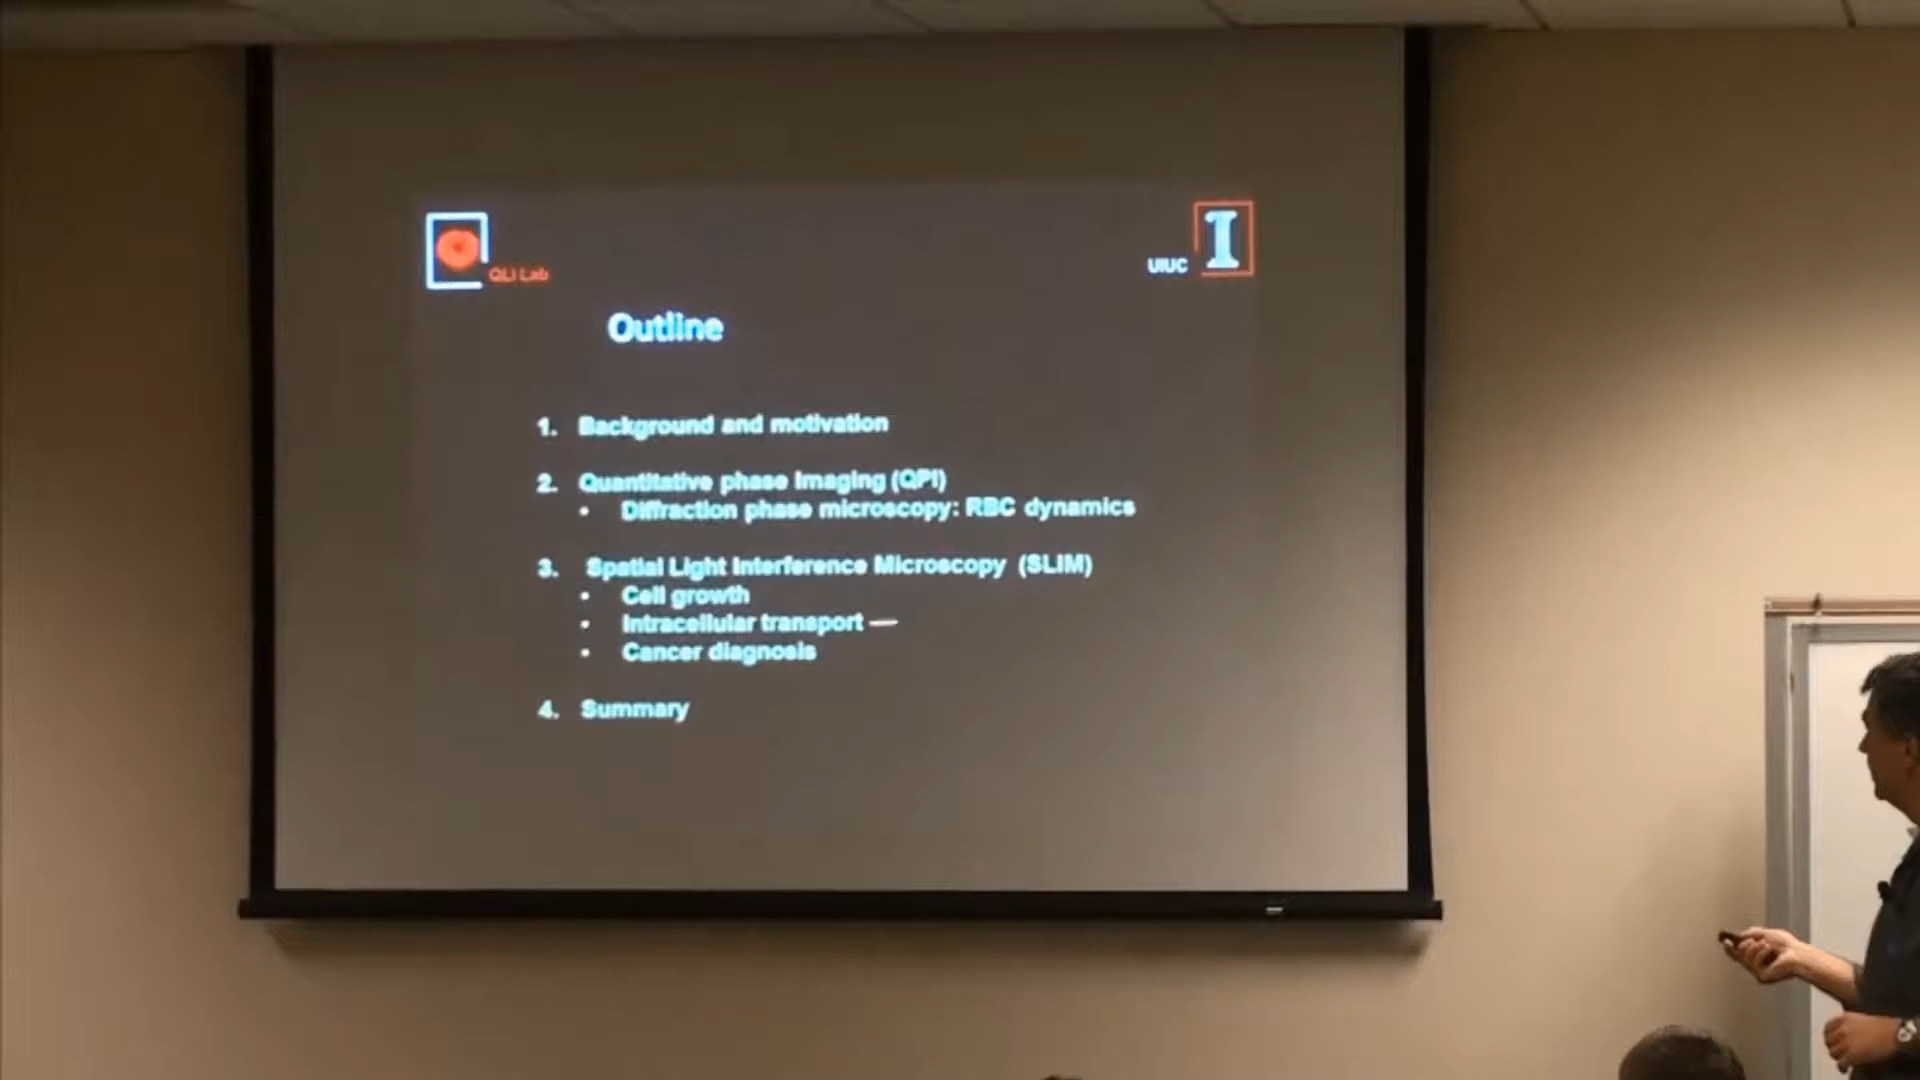 QLI Lab
UIUC I
Outline
1. Background and motivation
2. Quantitative phase Imaging (QPI)
• Diffraction phase microscopy: RBC dynamics
3. Spatial Light Interference Microscopy (SLIM)
• Cell growth
• Intracellular transport
• Cancer diagnosis
4. Summary